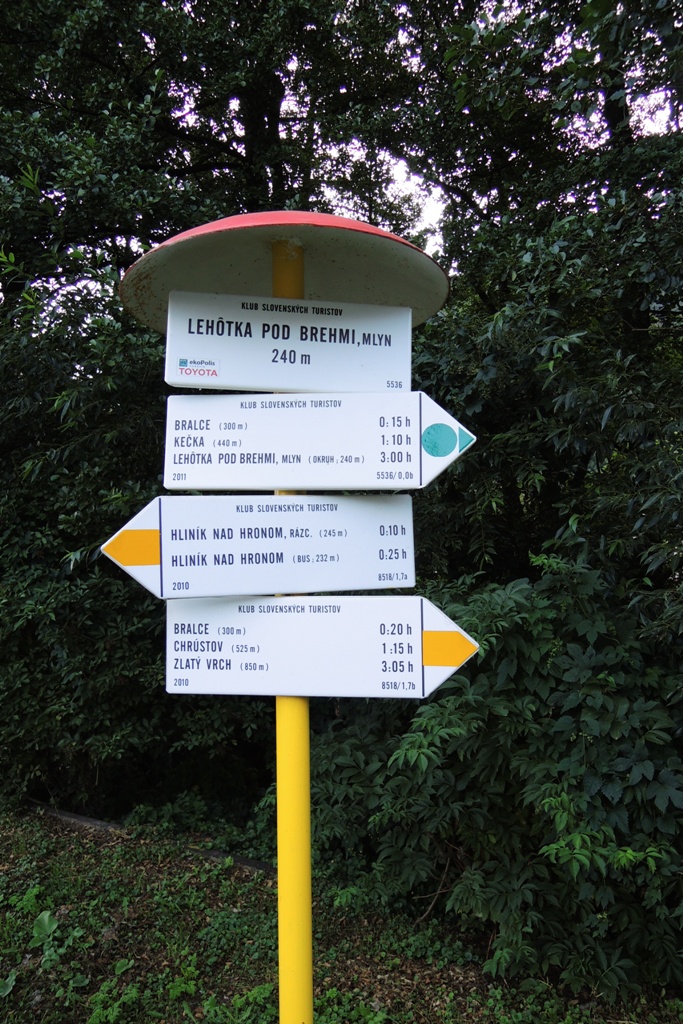 KLUB SLOVENSKÝCH TURISTOV
LEHÔTKA POD BREHMI, MLYN
240 m
ekoPolis
TOYOTA
5536
KLUB SLOVENSKÝCH TURISTOV
BRALCE (300 m) 0:15 h
KEČKA (440 m) 1:10 h
LEHÔTKA POD BREHMI, MLYN (OKRUH; 240 m) 3:00 h
2011 5536/0,0b
KLUB SLOVENSKÝCH TURISTOV
HLINÍK NAD HRONOM, RÁZC. (245 m) 0:10 h
HLINÍK NAD HRONOM (BUS; 232 m) 0:25 h
2010 8518/1,7a
KLUB SLOVENSKÝCH TURISTOV
BRALCE (300 m) 0:20 h
CHRÚSTOV (525 m) 1:15 h
ZLATÝ VRCH (850 m) 3:05 h
2010 8518/1,7b